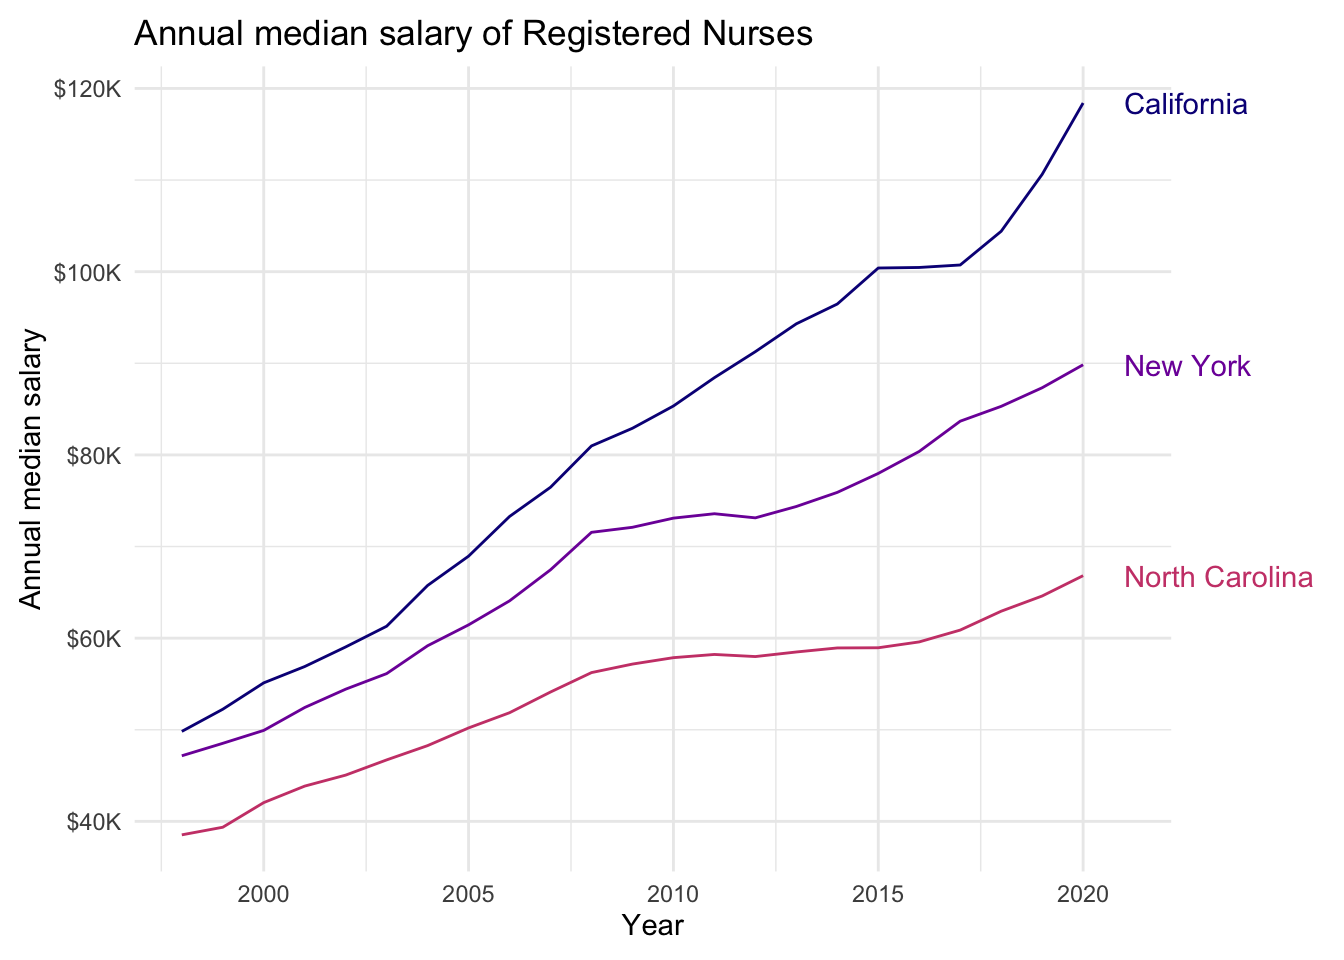 Annual median salary of Registered Nurses
$120K
$100K
$80K
$60K
$40K
Annual median salary
California
New York
North Carolina
2000 2005 2010 2015 2020
Year